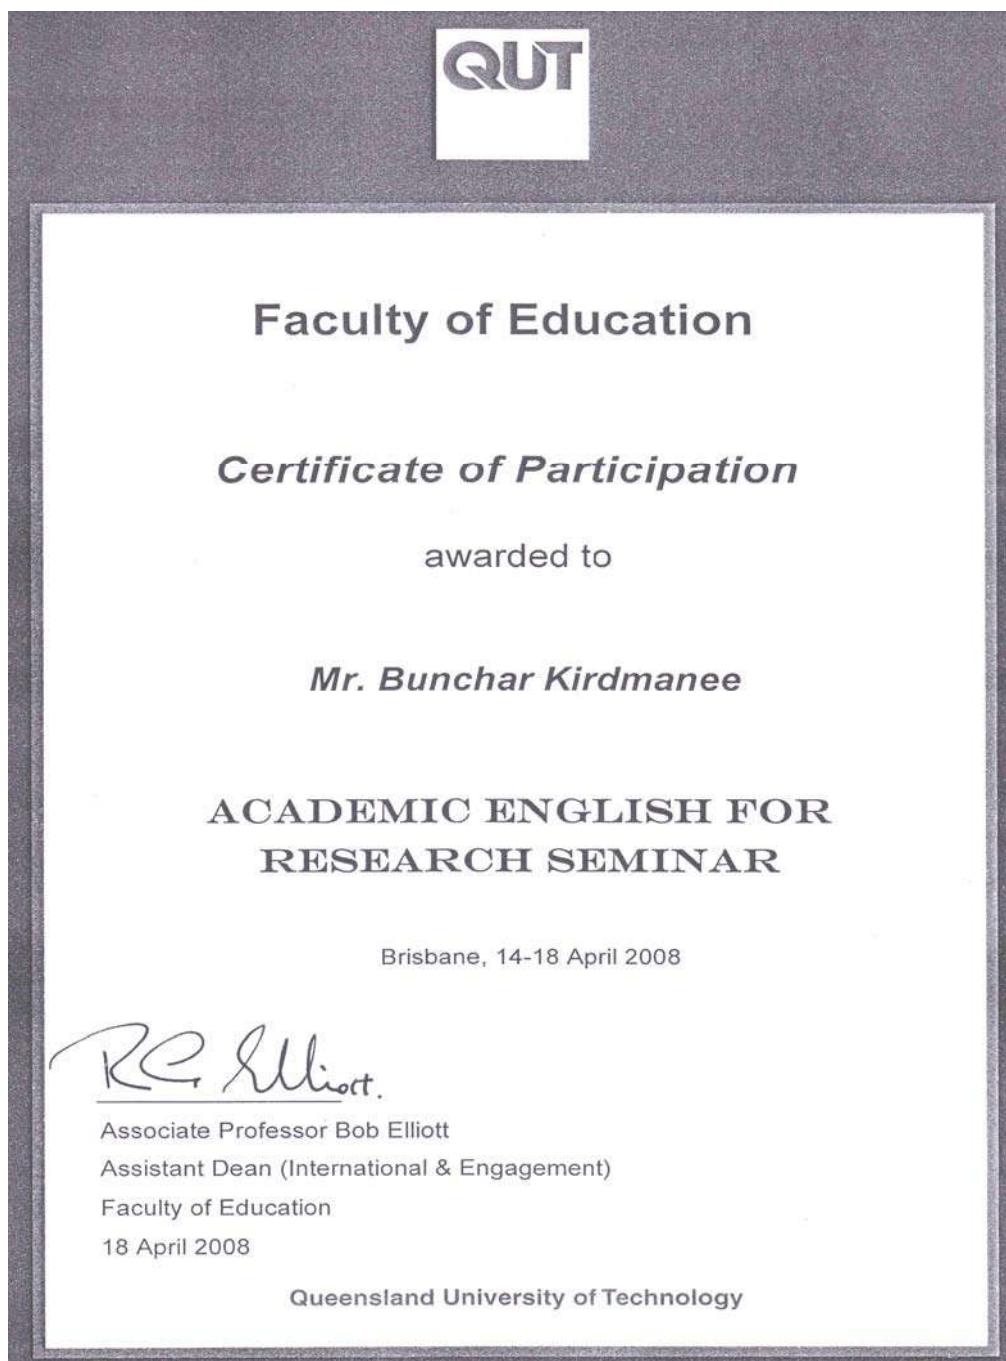 QUT
Faculty of Education
Certificate of Participation
awarded to
Mr. Bunchar Kirdmanee
ACADEMIC ENGLISH FOR
RESEARCH SEMINAR
Brisbane, 14-18 April 2008
RG Elliott.
Associate Professor Bob Elliott
Assistant Dean (International & Engagement)
Faculty of Education
18 April 2008
Queensland University of Technology